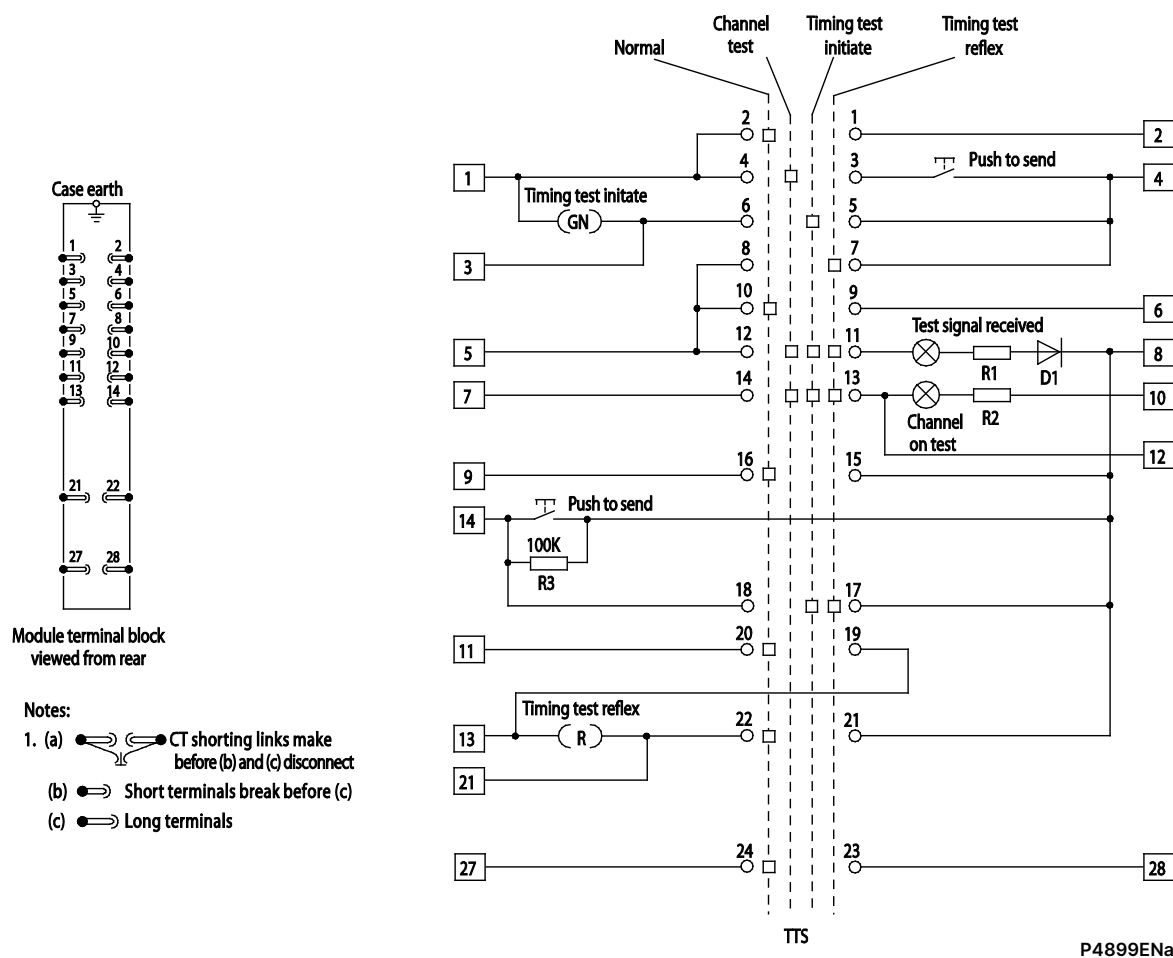 Normal
Channel
test
Timing test
initiate
Timing test
reflex
Case earth
1 2
3 4
5 6
7 8
9 10
11 12
13 14
21 22
27 28
Module terminal block
viewed from rear
Notes:
1. (a) CT shorting links make
before (b) and (c) disconnect
(b) Short terminals break before (c)
(c) Long terminals
2 1 2
1 4 3 Push to send 4
Timing test initate
GN 6 5
3 8 7
10 9 6
Test signal received
5 12 11 8
R1 D1
7 14 13 10
Channel
on test
R2
12
9 16 15
14 Push to send
100K
R3
18 17
11 20 19
Timing test reflex
13 R 22 21
21
27 24 23 28
TTS
P4899ENa